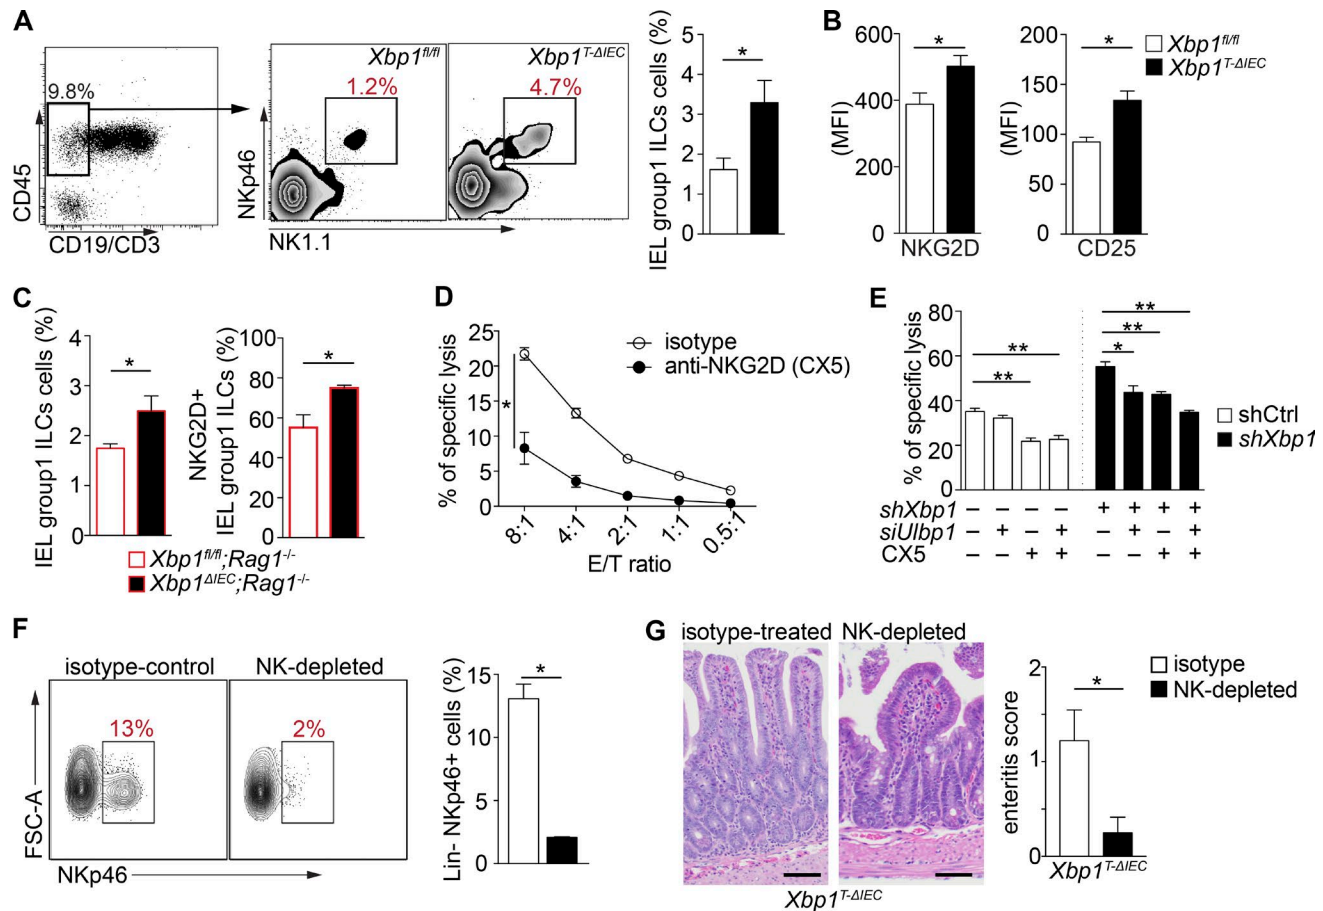 A
9.8%
CD45
CD19/CD3
Xbp1fl/fl
1.2%
Xbp1T-ΔIEC
4.7%
NKp46
NK1.1
IEL group1 ILCs cells (%)
5
4
3
2
1
0
*
B
(MFI)
600
400
200
0
*
NKG2D
(MFI)
200
150
100
50
0
*
CD25
Xbp1fl/fl
Xbp1T-ΔIEC
C
IEL group1 ILCs cells (%)
4
3
2
1
0
*
NKG2D+
IEL group1 ILCs (%)
100
80
60
40
20
0
*
Xbp1fl/fl;Rag1-/-
Xbp1ΔIEC;Rag1-/-
D
% of specific lysis
25
20
15
10
5
0
*
isotype
anti-NKG2D (CX5)
8:1 4:1 2:1 1:1 0.5:1
E/T ratio
E
% of specific lysis
80
60
40
20
0
**
**
**
**
*
shCtrl
shXbp1
shXbp1 – – – – + + + +
siUlbp1 – + – + – + – +
CX5 – – + + – – + +
F
isotype-control
NK-depleted
13%
2%
FSC-A
NKp46
Lin- NKp46+ cells (%)
15
10
5
0
*
G
isotype-treated
NK-depleted
Xbp1T-ΔIEC
enteritis score
2
1
0
*
Xbp1T-ΔIEC
isotype
NK-depleted